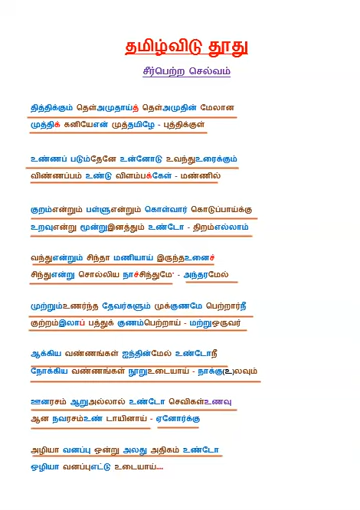 தமிழ்விடு தூது
சீர்பெற்ற செல்வம்
தித்திக்கும் தெள்அமுதாய்த் தெள்அமுதின் மேலான
முத்திக் கனியேஎன் முத்தமிழே - புத்திக்குள்
உண்ணப் படும்தேனே உன்னோடு உவந்துஉரைக்கும்
விண்ணப்பம் உண்டு விளம்பக்கேள் - மண்ணில்
குறம்என்றும் பள்ளுஎன்றும் கொள்வார் கொடுப்பாய்க்கு
உறவுஎன்று மூன்றுஇனத்தும் உண்டோ - திறம்எல்லாம்
வந்துஎன்றும் சிந்தா மணியாய் இருந்தஉனைச்
சிந்துஎன்று சொல்லிய நாச்சிந்துமே' - அந்தரமேல்
முற்றும்உணர்ந்த தேவர்களும் முக்குணமே பெற்றார்நீ
குற்றம்இலாப் பத்துக் குணம்பெற்றாய் - மற்றுஒருவர்
ஆக்கிய வண்ணங்கள் ஐந்தின்மேல் உண்டோநீ
நோக்கிய வண்ணங்கள் நூறுஉடையாய் - நாக்கு(உ)லவும்
ஊனரசம் ஆறுஅல்லால் உண்டோ செவிகள்உணவு
ஆன நவரசம்உண் டாயினாய் - ஏனோர்க்கு
அழியா வனப்பு ஒன்று அலது அதிகம் உண்டோ
ஒழியா வனப்புஎட்டு உடையாய்...